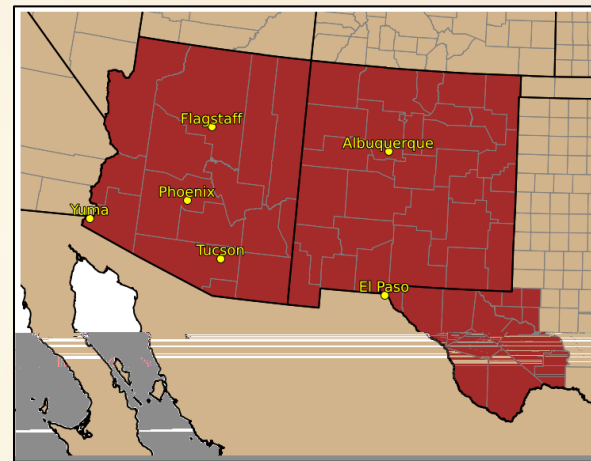 Flagstaff
Albuquerque
Phoenix
Yuma
Tucson
El Paso